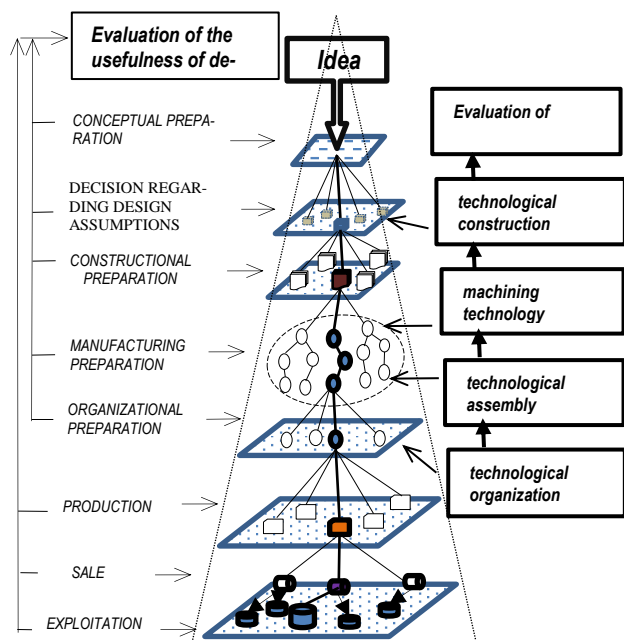 Evaluation of the
usefulness of de-
Idea
CONCEPTUAL PREPA-
RATION
DECISION REGAR-
DING DESIGN
ASSUMPTIONS
CONSTRUCTIONAL
PREPARATION
MANUFACTURING
PREPARATION
ORGANIZATIONAL
PREPARATION
PRODUCTION
SALE
EXPLOITATION
Evaluation of
technological
construction
machining
technology
technological
assembly
technological
organization